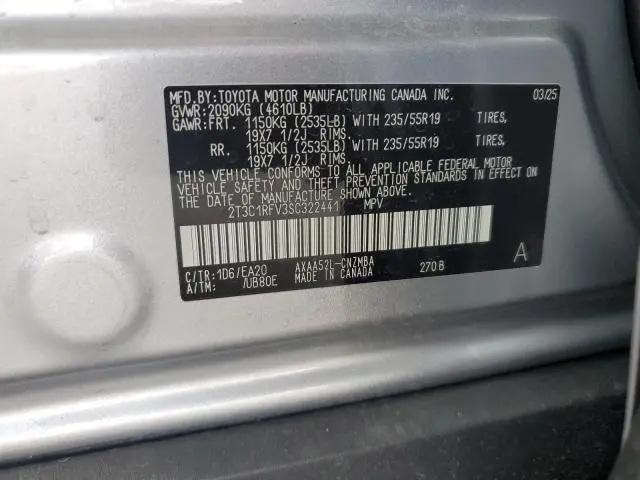 MFD.BY:TOYOTA MOTOR MANUFACTURING CANADA INC. 03/25
GVWR:2090KG (4610LB)
GAWR:FRT. 1150KG (2535LB) WITH 235/55R19 TIRES,
19X7 1/2J RIMS.
RR. 1150KG (2535LB) WITH 235/55R19 TIRES,
19X7 1/2J RIMS.
THIS VEHICLE CONFORMS TO ALL APPLICABLE FEDERAL MOTOR
VEHICLE SAFETY AND THEFT PREVENTION STANDARDS IN EFFECT ON
THE DATE OF MANUFACTURE SHOWN ABOVE.
2T3C1RFV3SC322441 MPV
A
C/TR:1D6/EA20 AXAA52L-CNZMBA 270B
A/TM: /UB80E MADE IN CANADA